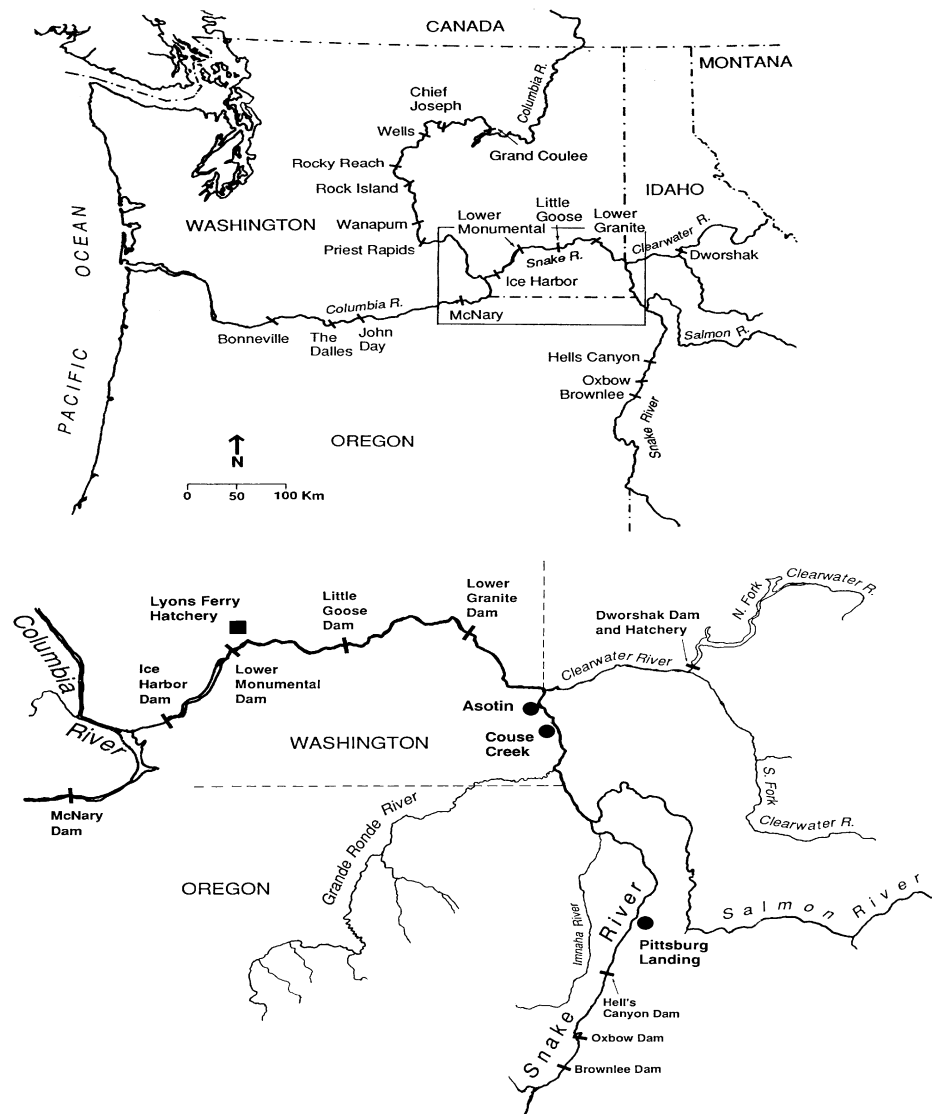 CANADA
MONTANA
Columbia R.
Chief
Joseph
Wells
Grand Coulee
Rocky Reach
Rock Island
IDAHO
WASHINGTON
Wanapum
Priest Rapids
Lower
Monumental
Little
Goose
Lower
Granite
Clearwater R.
Dworshak
Snake R.
Ice Harbor
PACIFIC OCEAN
Columbia R.
McNary
Bonneville
The
Dalles
John
Day
Salmon R.
Hells Canyon
Oxbow
Brownlee
Snake River
OREGON
N
0 50 100 Km
Clearwater R.
N. Fork
Lyons Ferry
Hatchery
Little
Goose
Dam
Lower
Granite
Dam
Dworshak Dam
and Hatchery
Columbia
River
Ice
Harbor
Dam
Lower
Monumental
Dam
Clearwater River
Asotin
Couse
Creek
WASHINGTON
S. Fork
Clearwater R.
McNary
Dam
Grande Ronde River
OREGON
Imnaha River
Salmon River
Pittsburg
Landing
Snake River
Hell's
Canyon Dam
Oxbow Dam
Brownlee Dam